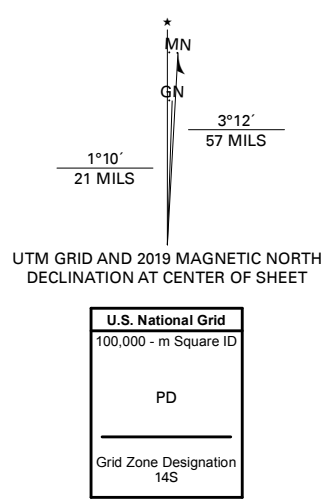 ★
MN
GN
3°12´
57 MILS
1°10´
21 MILS
UTM GRID AND 2019 MAGNETIC NORTH
DECLINATION AT CENTER OF SHEET
U.S. National Grid
100,000 - m Square ID
PD
Grid Zone Designation
14S